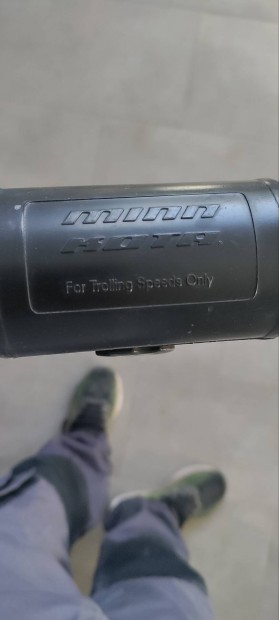 MINN
KOTA.
For Trolling Speeds Only